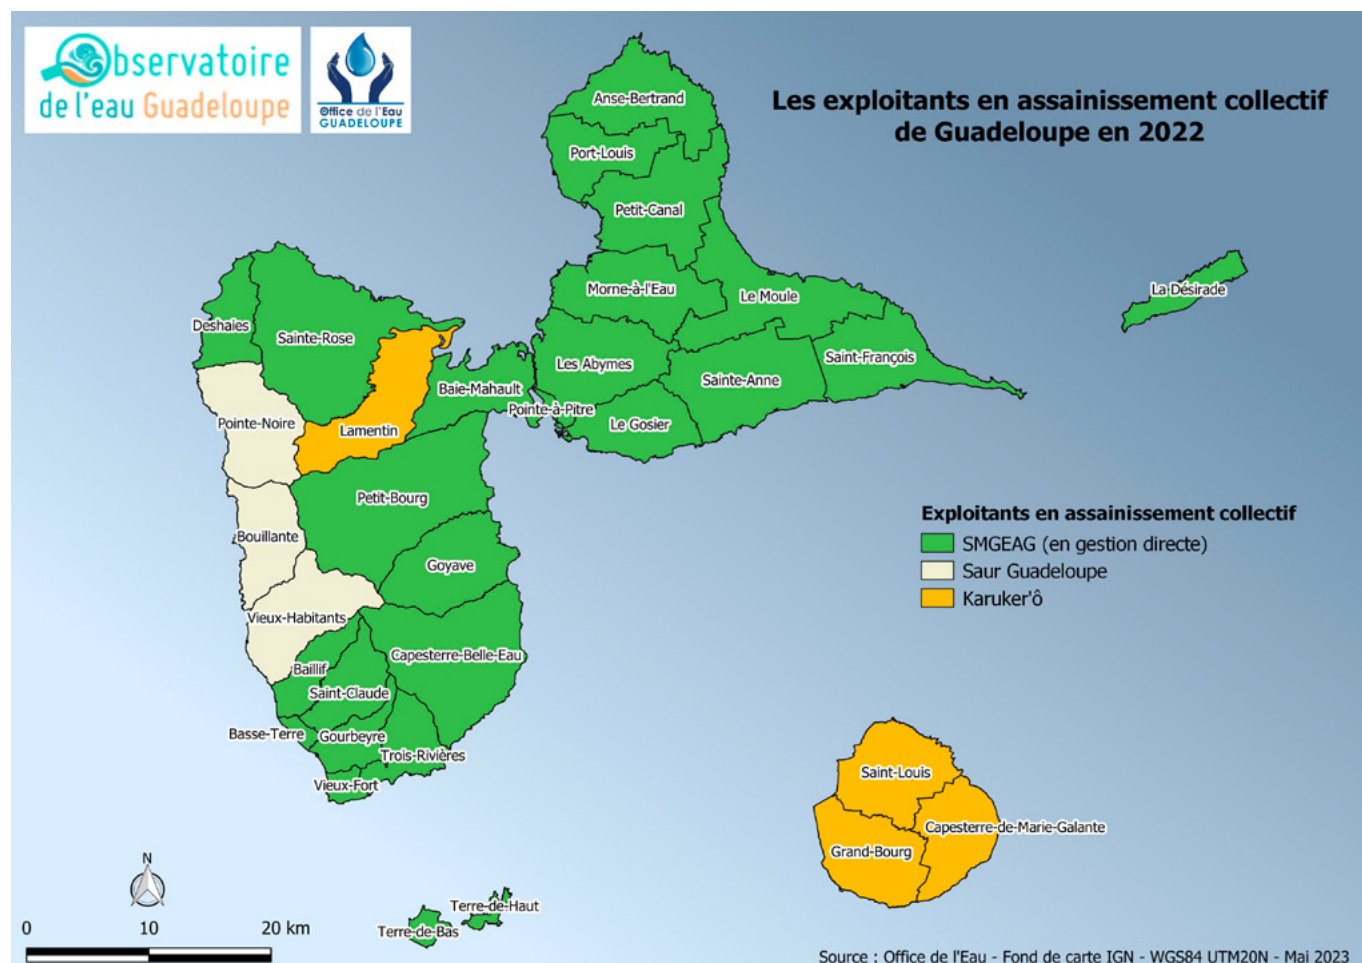 Observatoire
de l'eau Guadeloupe
Office de l'Eau
GUADELOUPE
Les exploitants en assainissement collectif
de Guadeloupe en 2022
Anse-Bertrand
Port-Louis
Petit-Canal
Morne-à-l'Eau
Le Moule
La Désirade
Deshaies
Sainte-Rose
Les Abymes
Saint-François
Sainte-Anne
Baie-Mahault
Pointe-à-Pitre
Le Gosier
Pointe-Noire
Lamentin
Petit-Bourg
Bouillante
Goyave
Vieux-Habitants
Capesterre-Belle-Eau
Baillif
Saint-Claude
Basse-Terre
Gourbeyre
Trois-Rivières
Vieux-Fort
Exploitants en assainissement collectif
SMGEAG (en gestion directe)
Saur Guadeloupe
Karuker'ô
Saint-Louis
Capesterre-de-Marie-Galante
Grand-Bourg
Terre-de-Haut
Terre-de-Bas
N
0 10 20 km
Source : Office de l'Eau - Fond de carte IGN - WGS84 UTM20N - Mai 2023